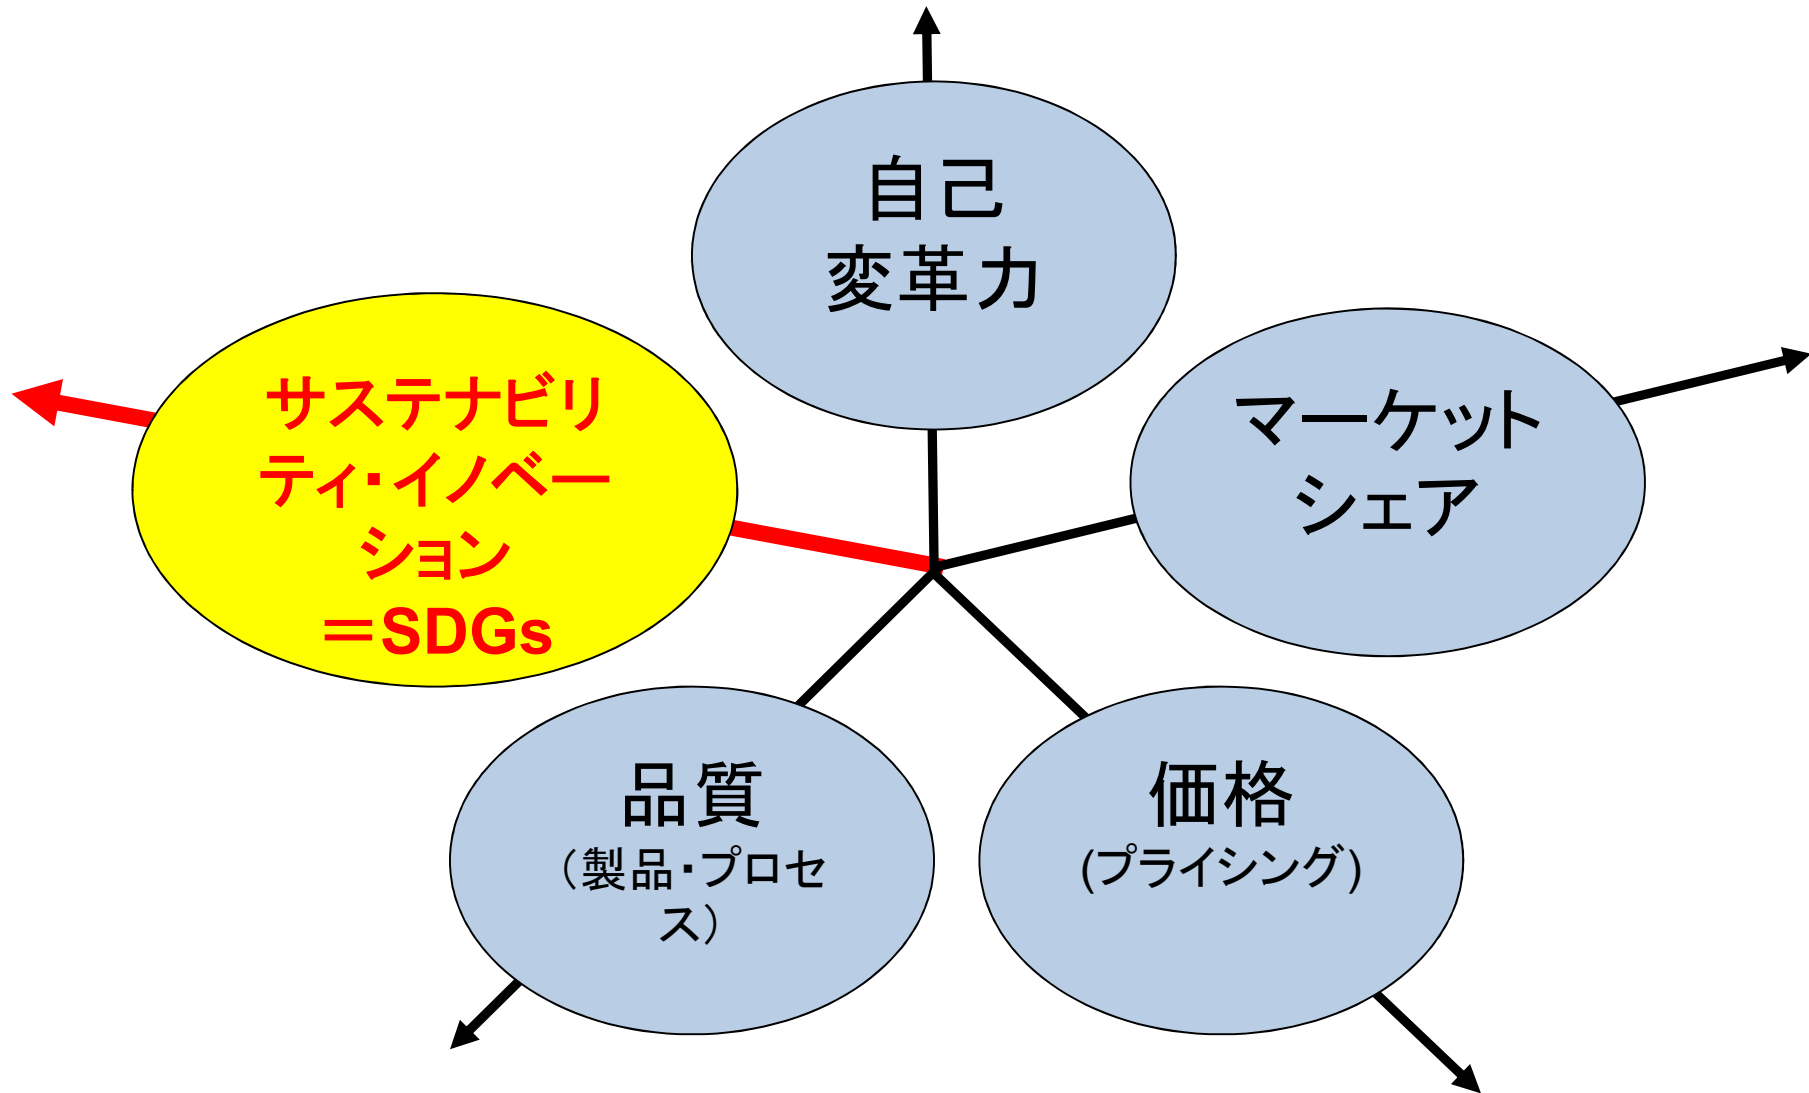 自己
変革力
サステナビリ
ティ・イノベー
ション
＝SDGs
マーケット
シェア
品質
（製品・プロセ
ス）
価格
(プライシング)